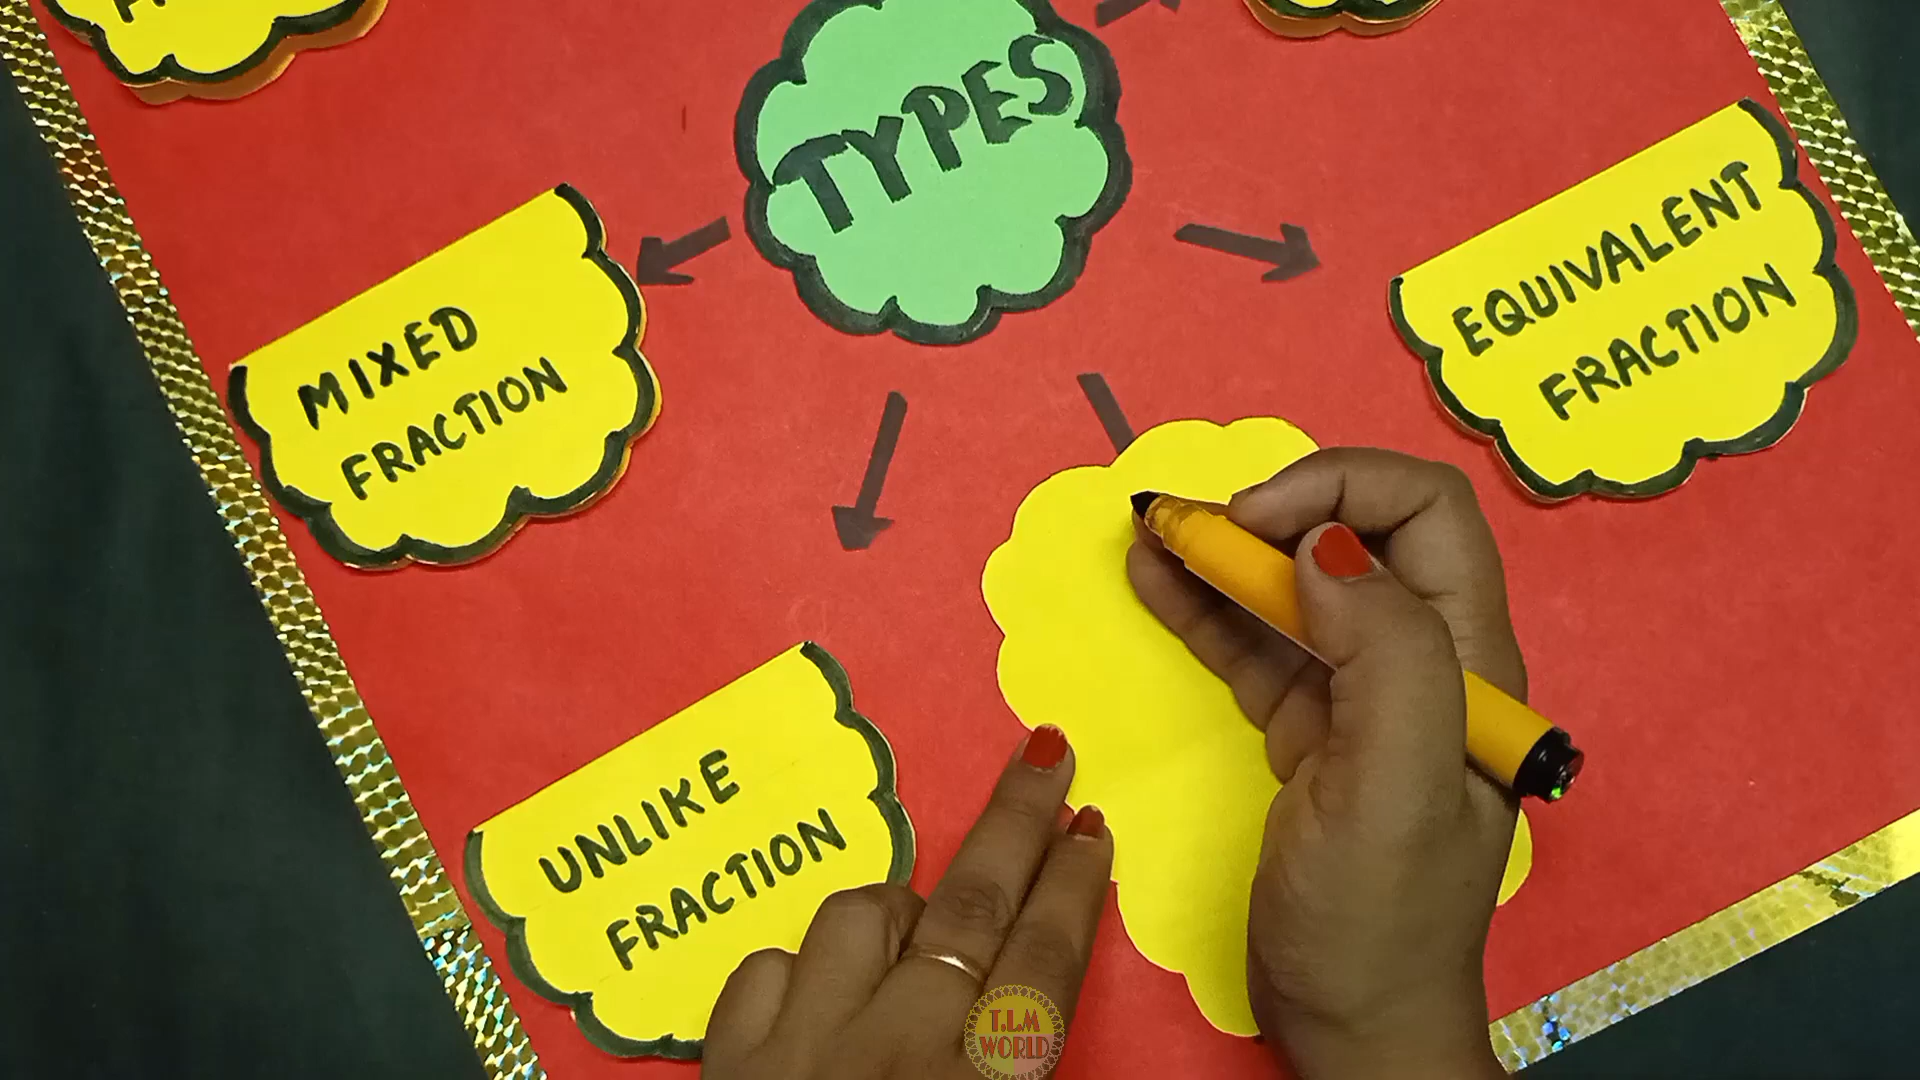 TYPES
MIXED
FRACTION
EQUIVALENT
FRACTION
UNLIKE
FRACTION
T.L.M
WORLD